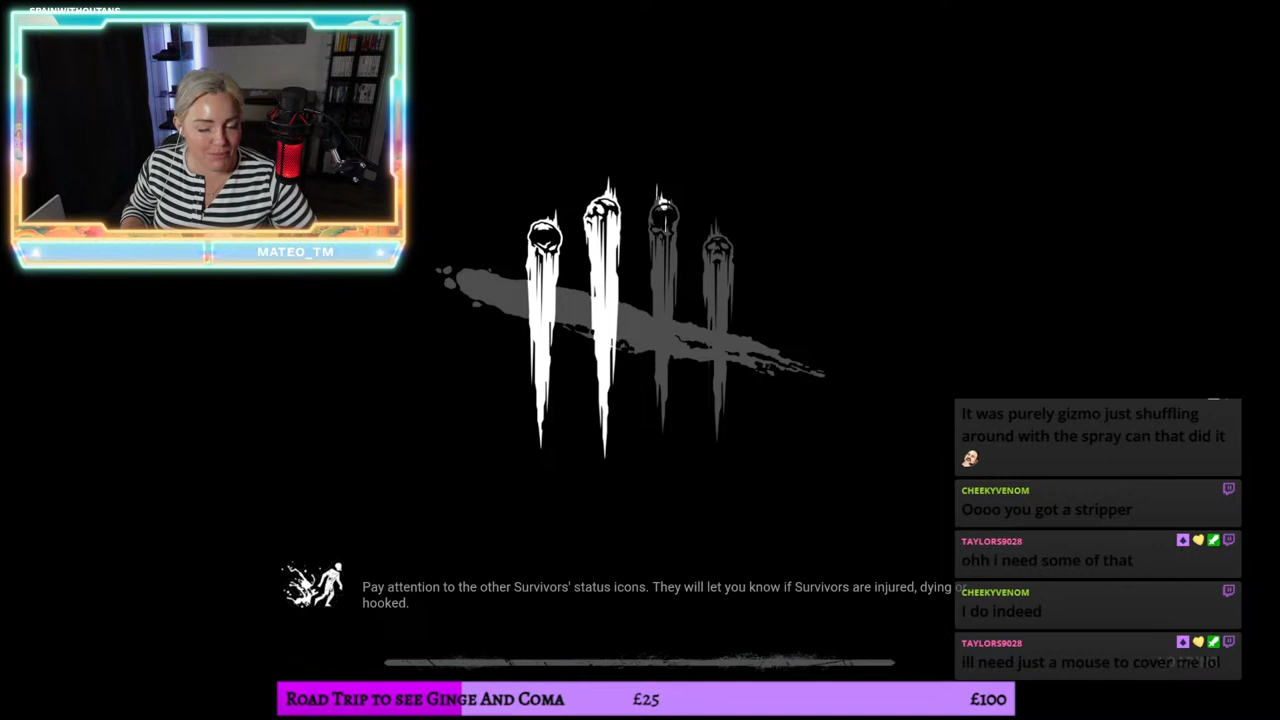 SPAINWITHOUTANS
MATEO_TM
It was purely gizmo just shuffling
around with the spray can that did it
CHEEKYVENOM
Oooo you got a stripper
TAYLORS9028
ohh i need some of that
CHEEKYVENOM
I do indeed
TAYLORS9028
ill need just a mouse to cover me lol
Pay attention to the other Survivors' status icons. They will let you know if Survivors are injured, dying or
hooked.
Road Trip to see Ginge And Coma £25 £100